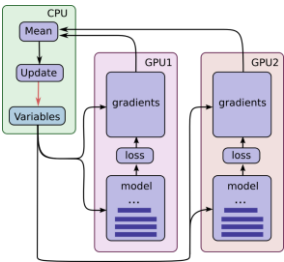 CPU
Mean
Update
Variables
GPU1
gradients
loss
model
...
GPU2
gradients
loss
model
...